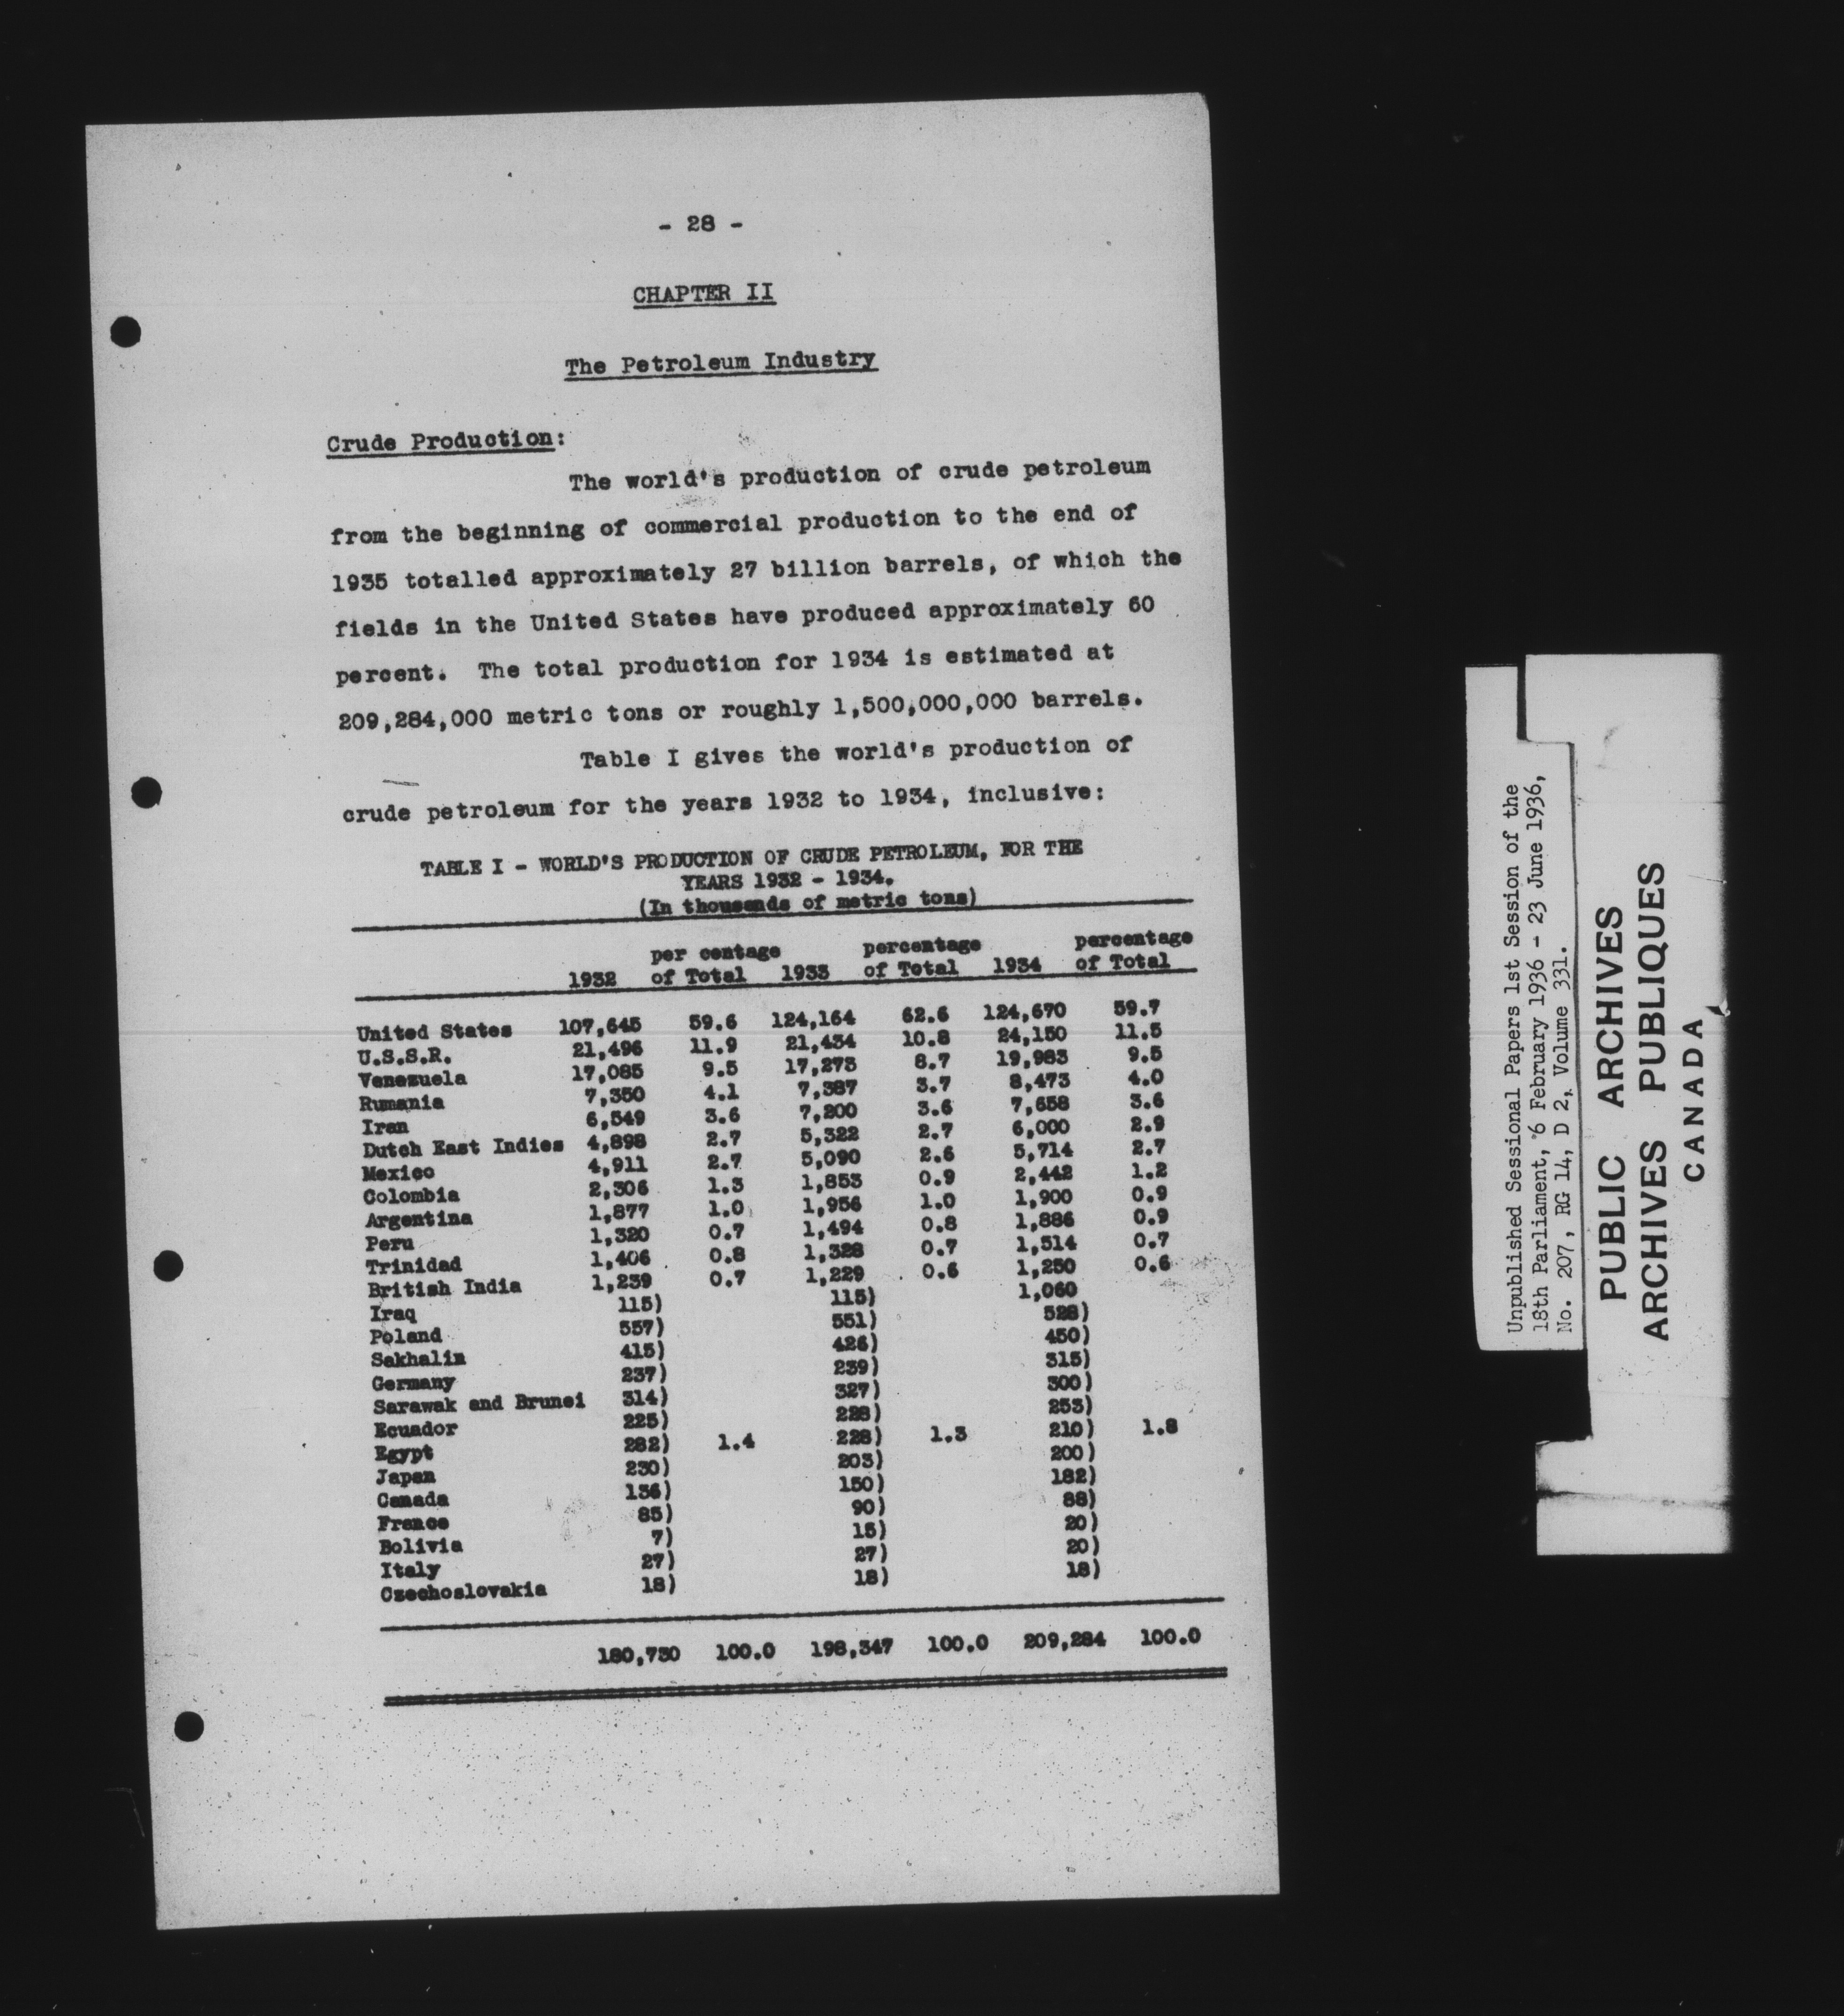 - 28 -
CHAPTER II
The Petroleum Industry
Crude Production:
The world's production of crude petroleum
from the beginning of commercial production to the end of
1935 totalled approximately 27 billion barrels, of which the
fields in the United States have produced approximately 60
percent. The total production for 1934 is estimated at
209,284,000 metric tons or roughly 1,500,000,000 barrels.
Table I gives the world's production of
crude petroleum for the years 1932 to 1934, inclusive:
TABLE I - WORLD'S PRODUCTION OF CRUDE PETROLEUM, FOR THE
YEARS 1932 - 1934.
(In thousands of metric tons)
per centage percentage percentage
1932 of Total 1933 of Total 1934 of Total
United States 107,645 59.6 124,164 62.6 124,670 59.7
U.S.S.R. 21,496 11.9 21,434 10.8 24,150 11.5
Venezuela 17,085 9.5 17,273 8.7 19,983 9.5
Rumania 7,350 4.1 7,387 3.7 8,473 4.0
Iran 6,549 3.6 7,200 3.6 7,658 3.6
Dutch East Indies 4,898 2.7 5,322 2.7 6,000 2.9
Mexico 4,911 2.7 5,090 2.6 5,714 2.7
Colombia 2,306 1.3 1,853 0.9 2,442 1.2
Argentina 1,877 1.0 1,956 1.0 1,900 0.9
Peru 1,320 0.7 1,494 0.8 1,886 0.9
Trinidad 1,406 0.8 1,328 0.7 1,514 0.7
British India 1,239 0.7 1,229 0.6 1,250 0.6
Iraq 115) 115) 1,060
Poland 557) 551) 528)
Sakhalin 415) 426) 450)
Germany 237) 239) 315)
Sarawak and Brunei 314) 327) 300)
Ecuador 225) 228) 253)
Egypt 282) 1.4 228) 1.3 210) 1.8
Japan 230) 203) 200)
Canada 136) 150) 182)
France 85) 90) 88)
Bolivia 7) 15) 20)
Italy 27) 27) 20)
Czechoslovakia 18) 18) 18)
180,730 100.0 198,347 100.0 209,284 100.0
Unpublished Sessional Papers 1st Session of the
18th Parliament, 6 February 1936 - 23 June 1936,
No. 207, RG 14, D 2, Volume 331.
PUBLIC ARCHIVES
ARCHIVES PUBLIQUES
CANADA